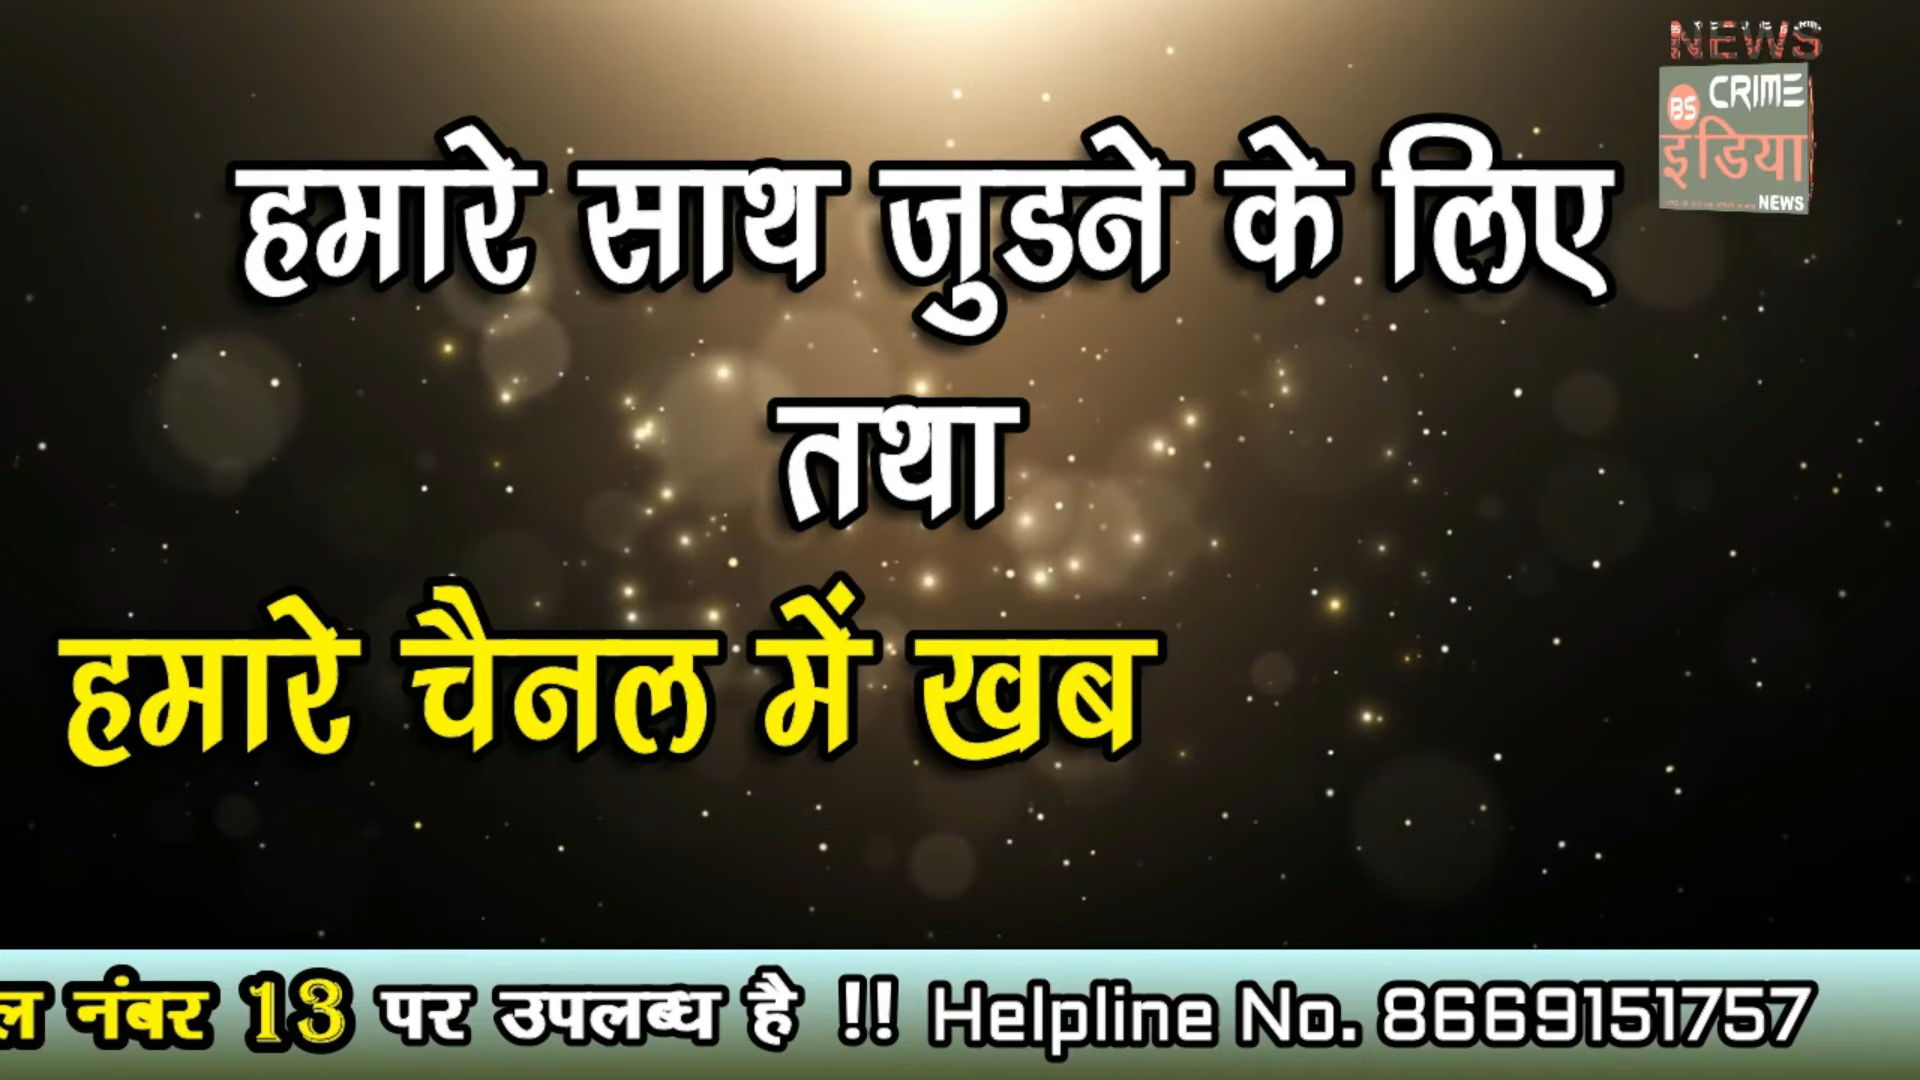 NEWS
BS CRIME
इंडिया
NEWS
हमारे साथ जुडने के लिए
तथा
हमारे चैनल में खब
ल नंबर 13 पर उपलब्ध है !! Helpline No. 8669151757